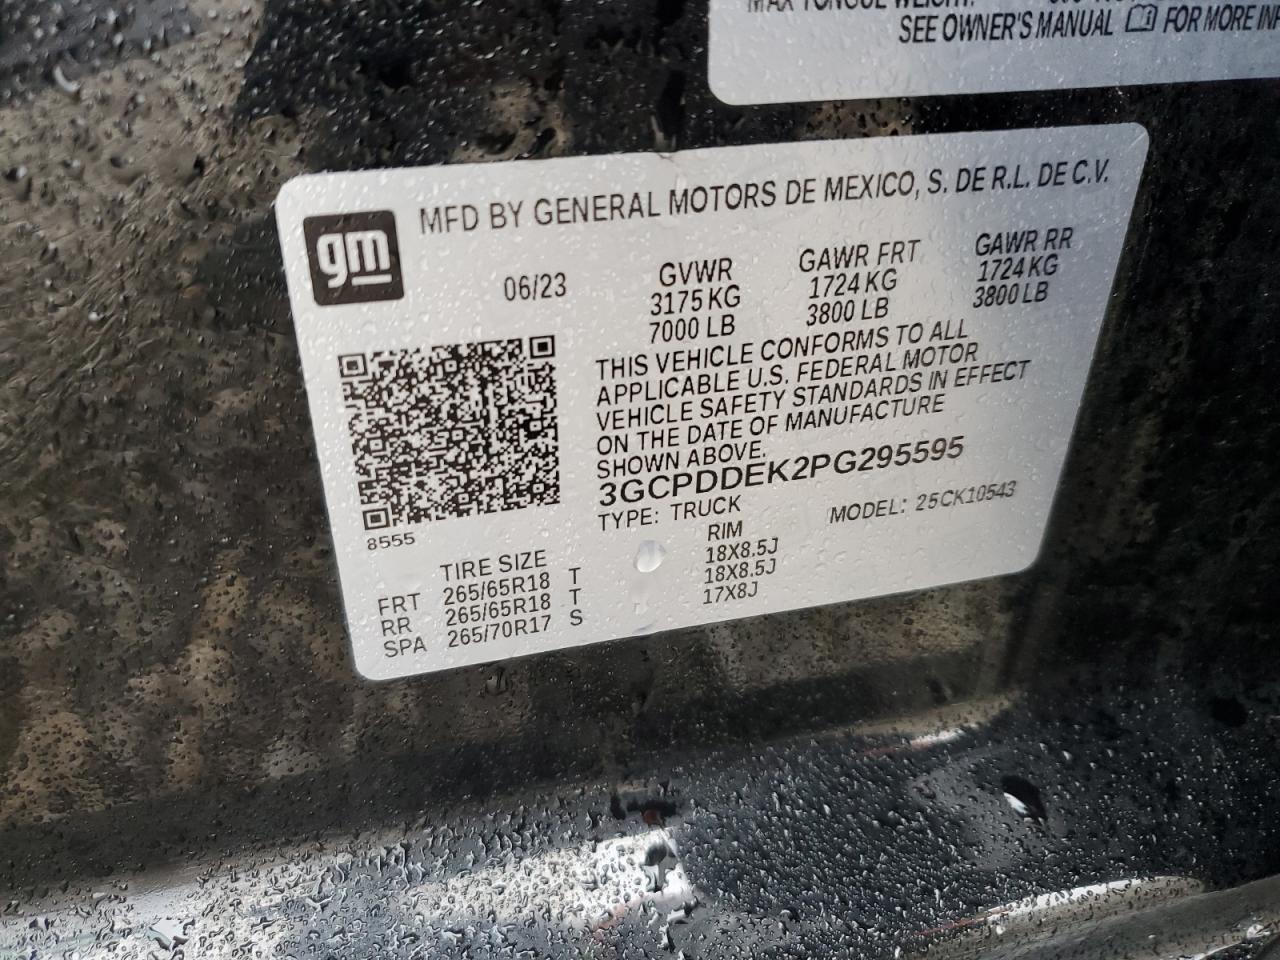 MAX TONGUE WEIGHT:
SEE OWNER'S MANUAL FOR MORE
gm
MFD BY GENERAL MOTORS DE MEXICO, S. DE R.L. DE C.V.
06/23
GVWR GAWR FRT GAWR RR
3175 KG 1724 KG 1724 KG
7000 LB 3800 LB 3800 LB
THIS VEHICLE CONFORMS TO ALL
APPLICABLE U.S. FEDERAL MOTOR
VEHICLE SAFETY STANDARDS IN EFFECT
ON THE DATE OF MANUFACTURE
SHOWN ABOVE.
3GCPDDEK2PG295595
TYPE: TRUCK MODEL: 25CK10543
8555
TIRE SIZE RIM
FRT 265/65R18 T 18X8.5J
RR 265/65R18 T 18X8.5J
SPA 265/70R17 S 17X8J